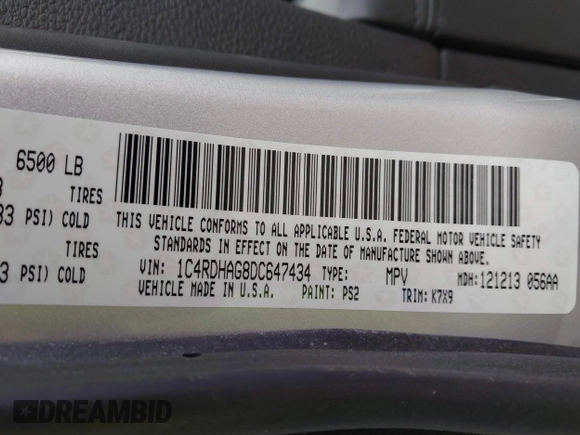 6500 LB
TIRES
33 PSI) COLD
TIRES
3 PSI) COLD
THIS VEHICLE CONFORMS TO ALL APPLICABLE U.S.A. FEDERAL MOTOR VEHICLE SAFETY
STANDARDS IN EFFECT ON THE DATE OF MANUFACTURE SHOWN ABOVE.
VIN: 1C4RDHAG8DC647434 TYPE: MPV MDH: 121213 056AA
VEHICLE MADE IN U.S.A. PAINT: PS2 TRIM: K7X9
DREAMBID